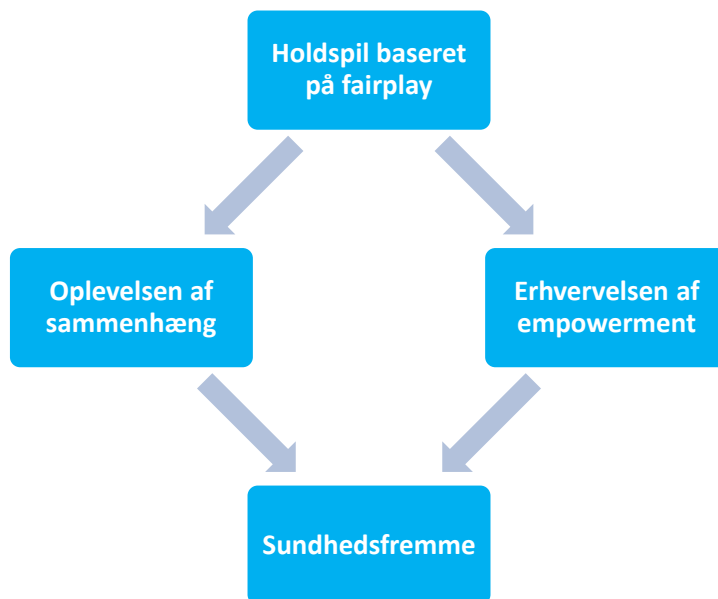 Holdspil baseret
på fairplay
Oplevelsen af
sammenhæng
Erhvervelsen af
empowerment
Sundhedsfremme